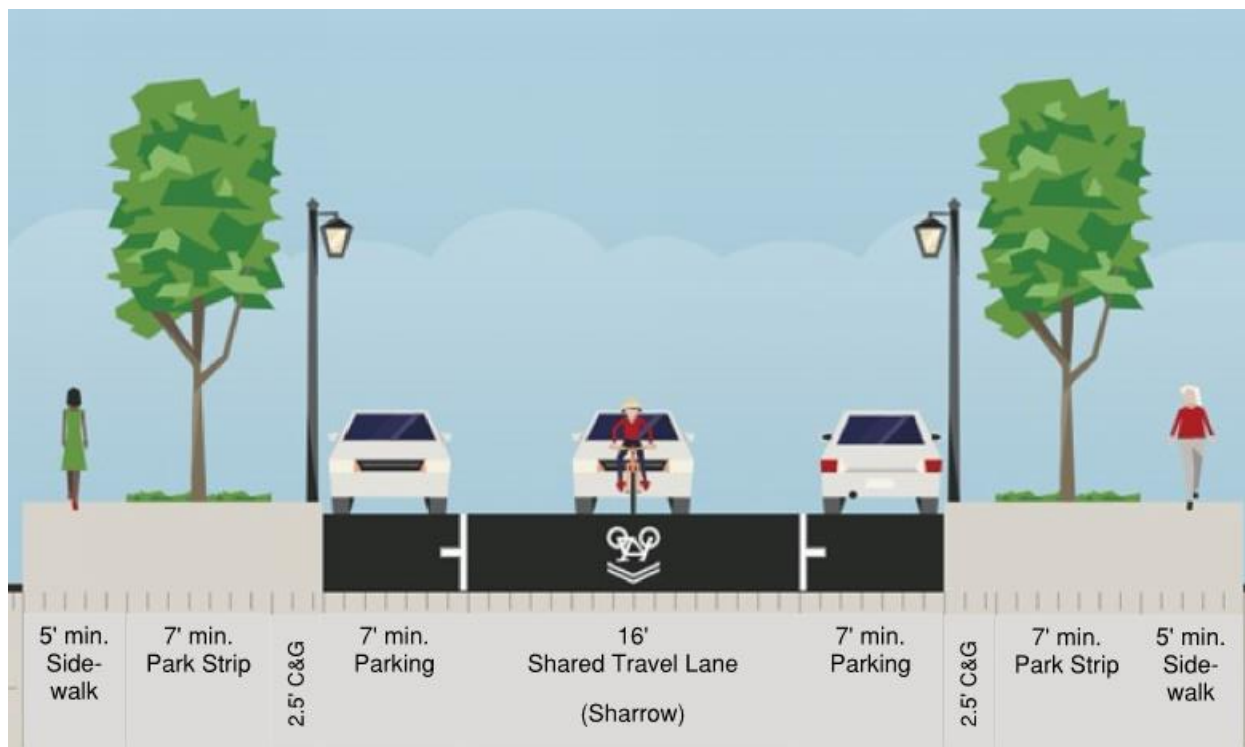 5' min.
Side-
walk
7' min.
Park Strip
2.5' C&G
7' min.
Parking
16'
Shared Travel Lane
(Sharrow)
7' min.
Parking
2.5' C&G
7' min.
Park Strip
5' min.
Side-
walk